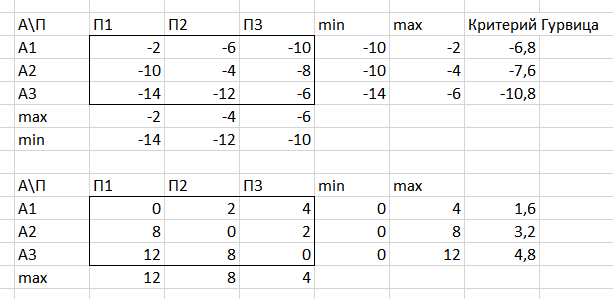 А\П П1 П2 П3 min max Критерий Гурвица
А1 -2 -6 -10 -10 -2 -6,8
А2 -10 -4 -8 -10 -4 -7,6
А3 -14 -12 -6 -14 -6 -10,8
max -2 -4 -6
min -14 -12 -10
А\П П1 П2 П3 min max
А1 0 2 4 0 4 1,6
А2 8 0 2 0 8 3,2
А3 12 8 0 0 12 4,8
max 12 8 4